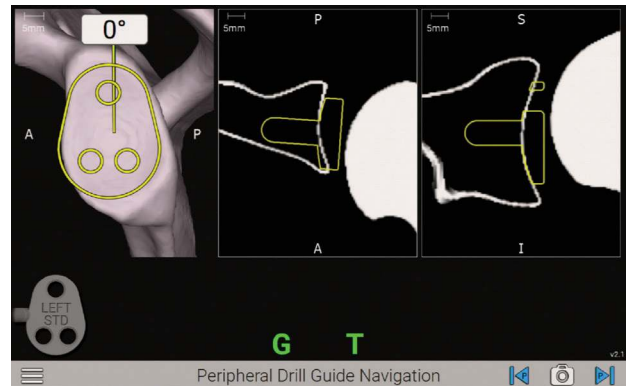 0°
5mm
A
P
5mm
P
A
5mm
S
I
LEFT
STD
G T
v2.1
Peripheral Drill Guide Navigation
P
P